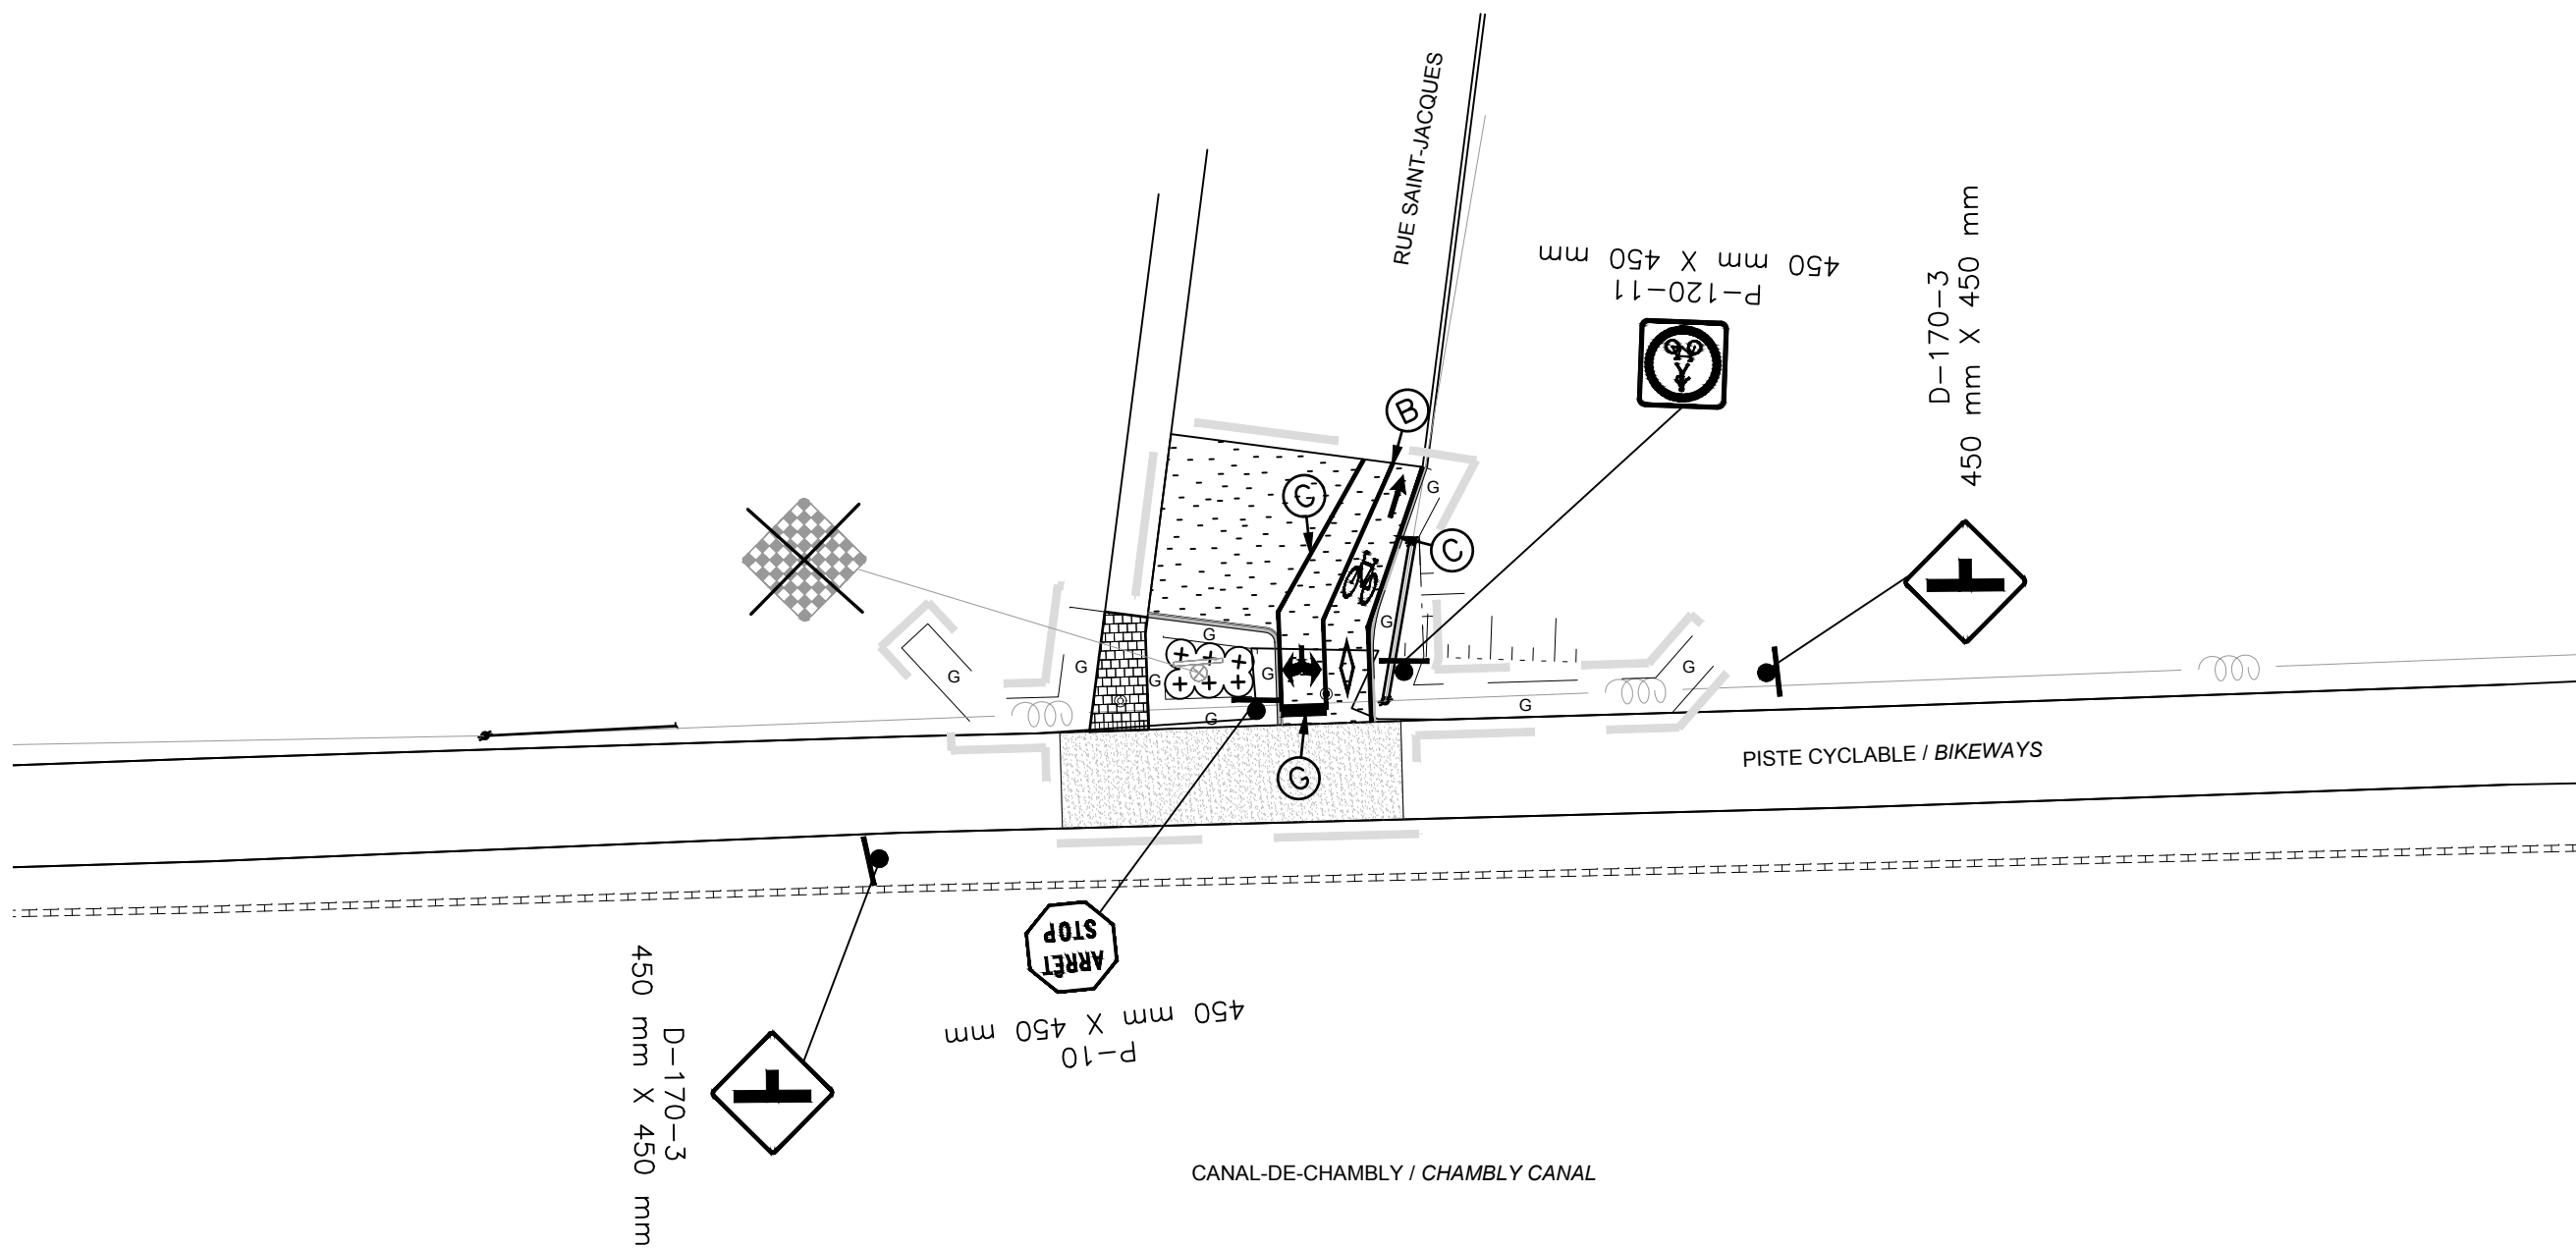 RUE SAINT-JACQUES
P-120-11
450 mm X 450 mm
D-170-3
450 mm X 450 mm
B
G
C
G
G
G
G
G
G
G
G
G
G
G
G
PISTE CYCLABLE / BIKEWAYS
ARRÊT
STOP
P-10
450 mm X 450 mm
D-170-3
450 mm X 450 mm
CANAL-DE-CHAMBLY / CHAMBLY CANAL